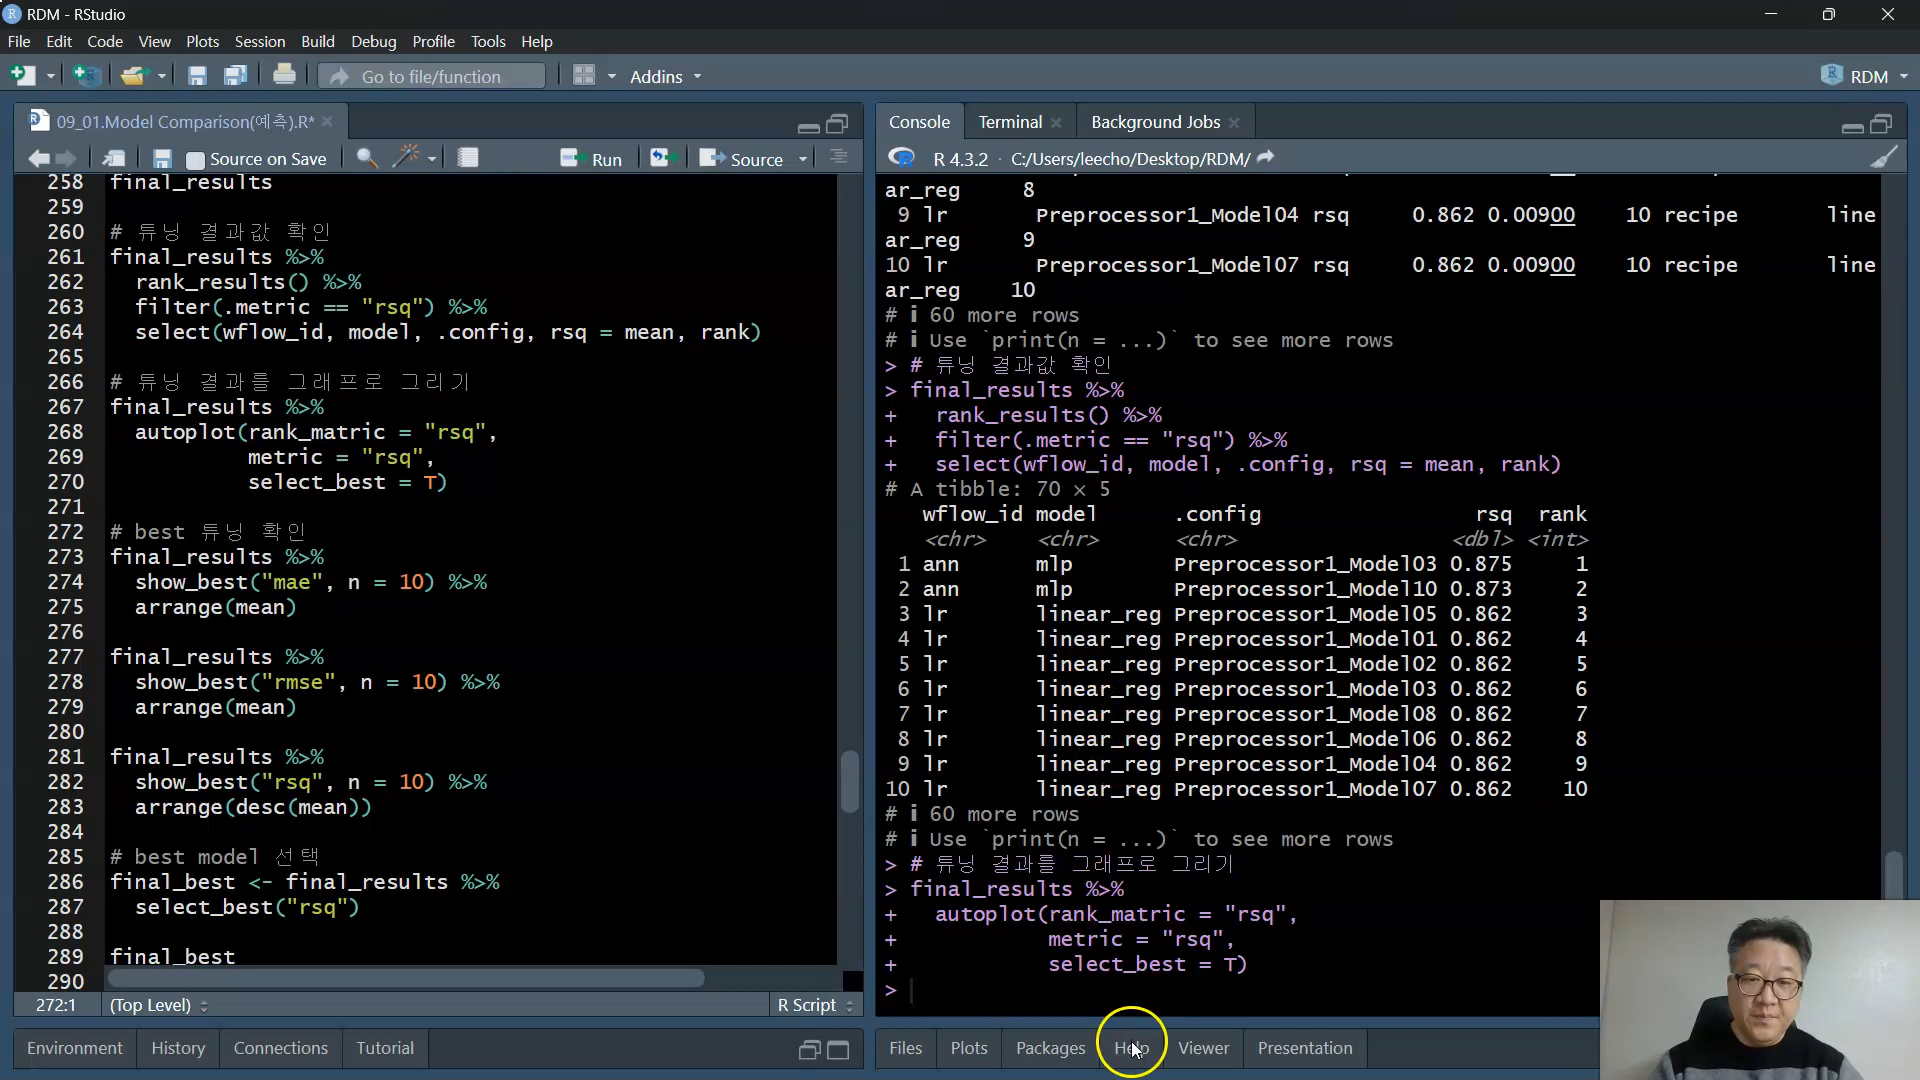 RDM - RStudio
File Edit Code View Plots Session Build Debug Profile Tools Help
Go to file/function Addins RDM
09_01.Model Comparison(예측).R*
Source on Save Run Source
258 final_results
259
260 # 튜닝 결과값 확인
261 final_results %>%
262 rank_results() %>%
263 filter(.metric == "rsq") %>%
264 select(wflow_id, model, .config, rsq = mean, rank)
265
266 # 튜닝 결과를 그래프로 그리기
267 final_results %>%
268 autoplot(rank_matric = "rsq",
269 metric = "rsq",
270 select_best = T)
271
272 # best 튜닝 확인
273 final_results %>%
274 show_best("mae", n = 10) %>%
275 arrange(mean)
276
277 final_results %>%
278 show_best("rmse", n = 10) %>%
279 arrange(mean)
280
281 final_results %>%
282 show_best("rsq", n = 10) %>%
283 arrange(desc(mean))
284
285 # best model 선택
286 final_best <- final_results %>%
287 select_best("rsq")
288
289 final_best
290
272:1 (Top Level) R Script
Environment History Connections Tutorial
Console Terminal Background Jobs
R 4.3.2 · C:/Users/leecho/Desktop/RDM/
ar_reg 8
9 lr Preprocessor1_Model04 rsq 0.862 0.00900 10 recipe line
ar_reg 9
10 lr Preprocessor1_Model07 rsq 0.862 0.00900 10 recipe line
ar_reg 10
# ℹ 60 more rows
# ℹ Use `print(n = ...)` to see more rows
> # 튜닝 결과값 확인
> final_results %>%
+ rank_results() %>%
+ filter(.metric == "rsq") %>%
+ select(wflow_id, model, .config, rsq = mean, rank)
# A tibble: 70 × 5
wflow_id model .config rsq rank
<chr> <chr> <chr> <dbl> <int>
1 ann mlp Preprocessor1_Model03 0.875 1
2 ann mlp Preprocessor1_Model10 0.873 2
3 lr linear_reg Preprocessor1_Model05 0.862 3
4 lr linear_reg Preprocessor1_Model01 0.862 4
5 lr linear_reg Preprocessor1_Model02 0.862 5
6 lr linear_reg Preprocessor1_Model03 0.862 6
7 lr linear_reg Preprocessor1_Model08 0.862 7
8 lr linear_reg Preprocessor1_Model06 0.862 8
9 lr linear_reg Preprocessor1_Model04 0.862 9
10 lr linear_reg Preprocessor1_Model07 0.862 10
# ℹ 60 more rows
# ℹ Use `print(n = ...)` to see more rows
> # 튜닝 결과를 그래프로 그리기
> final_results %>%
+ autoplot(rank_matric = "rsq",
+ metric = "rsq",
+ select_best = T)
>
Files Plots Packages Help Viewer Presentation